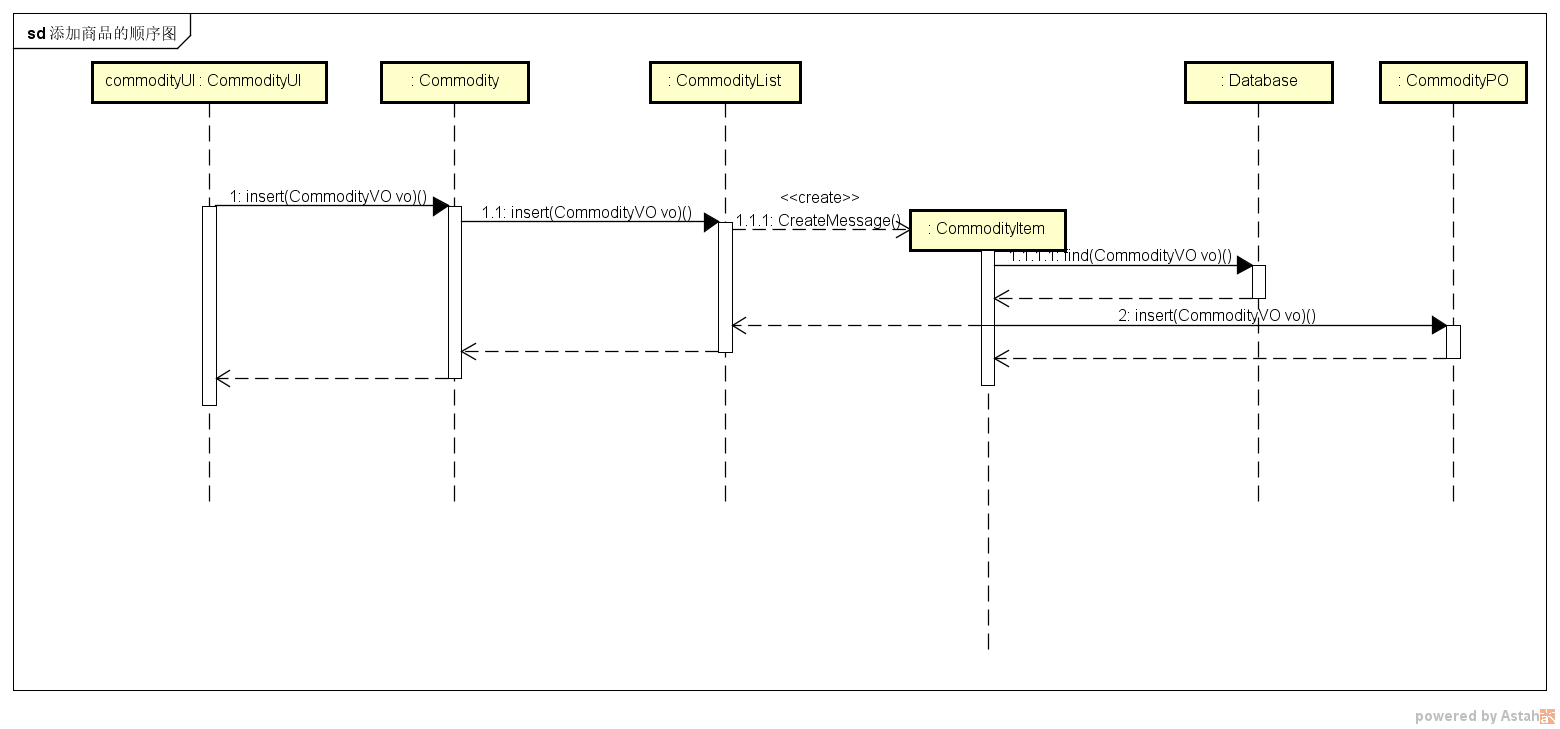 sd 添加商品的顺序图
commodityUI : CommodityUI
: Commodity
: CommodityList
: Database
: CommodityPO
1: insert(CommodityVO vo)()
<<create>>
1.1: insert(CommodityVO vo)()
1.1.1: CreateMessage()
: CommodityItem
1.1.1.1: find(CommodityVO vo)()
2: insert(CommodityVO vo)()
powered by Astah